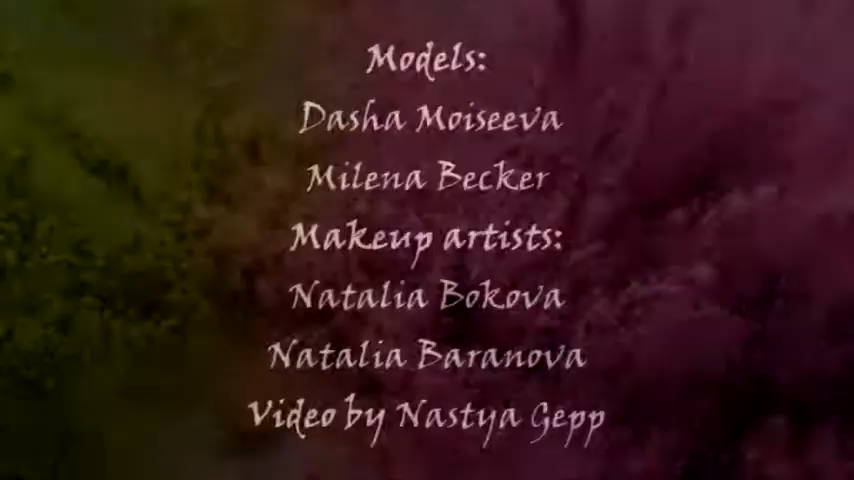 Models:
Dasha Moiseeva
Milena Becker
Makeup artists:
Natalia Bokova
Natalia Baranova
Video by Nastya Gepp